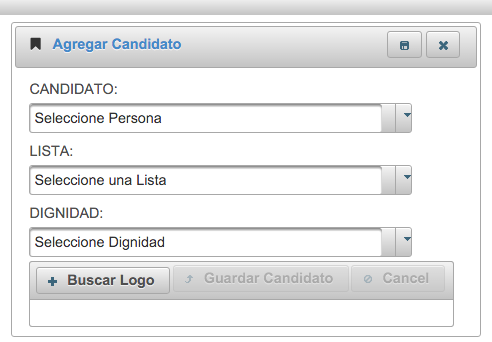 Agregar Candidato
CANDIDATO:
Seleccione Persona
LISTA:
Seleccione una Lista
DIGNIDAD:
Seleccione Dignidad
Buscar Logo Guardar Candidato Cancel